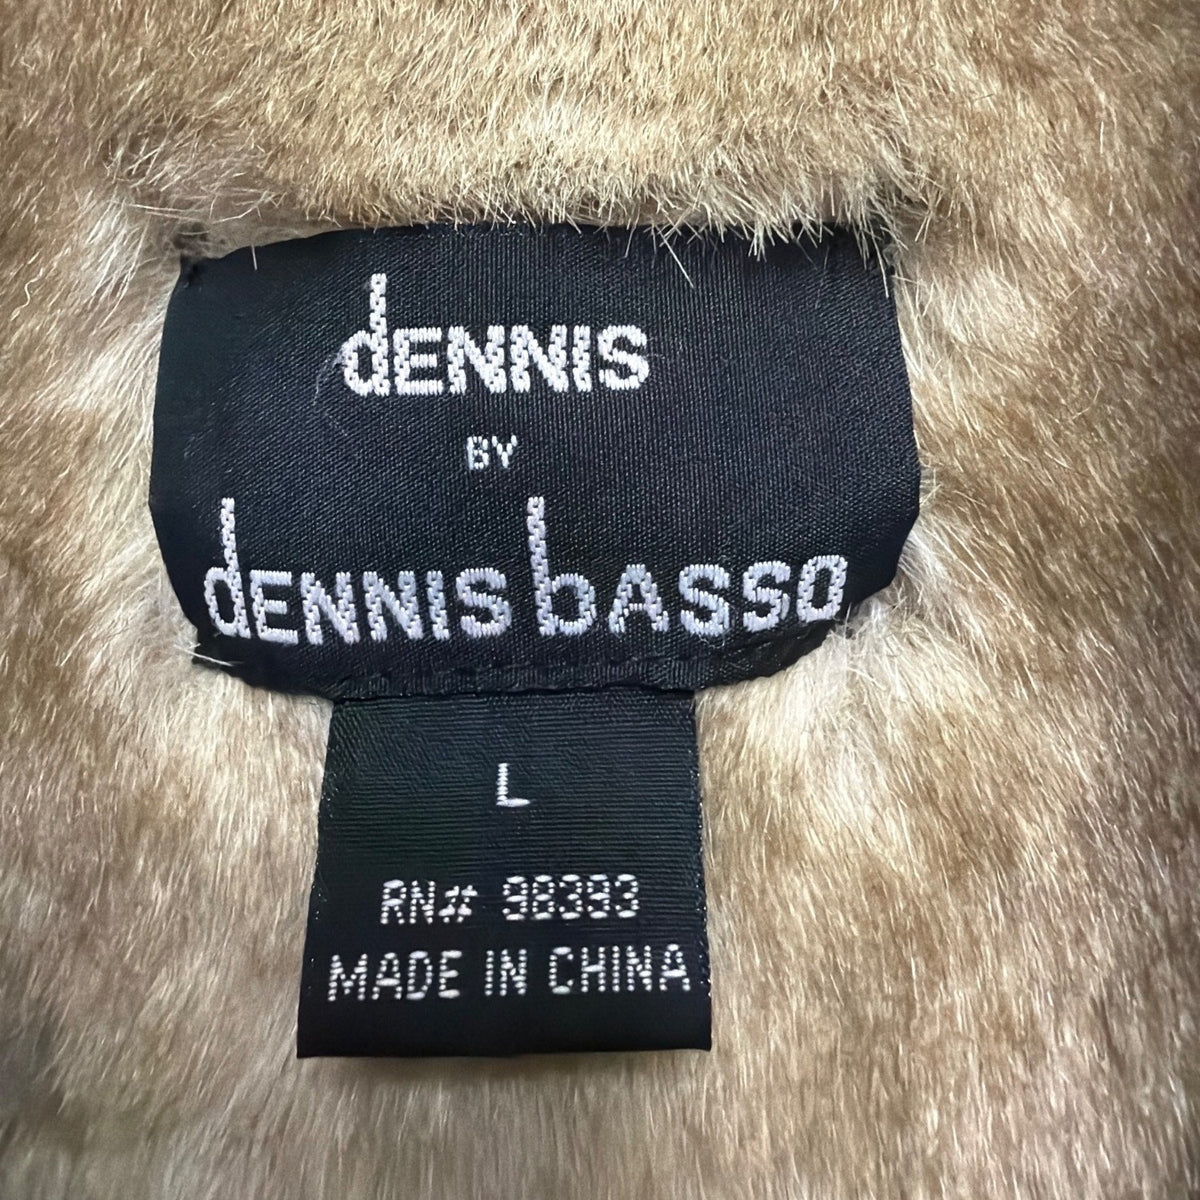 dENNIS
BY
dENNIS bASSO
L
RN# 98393
MADE IN CHINA